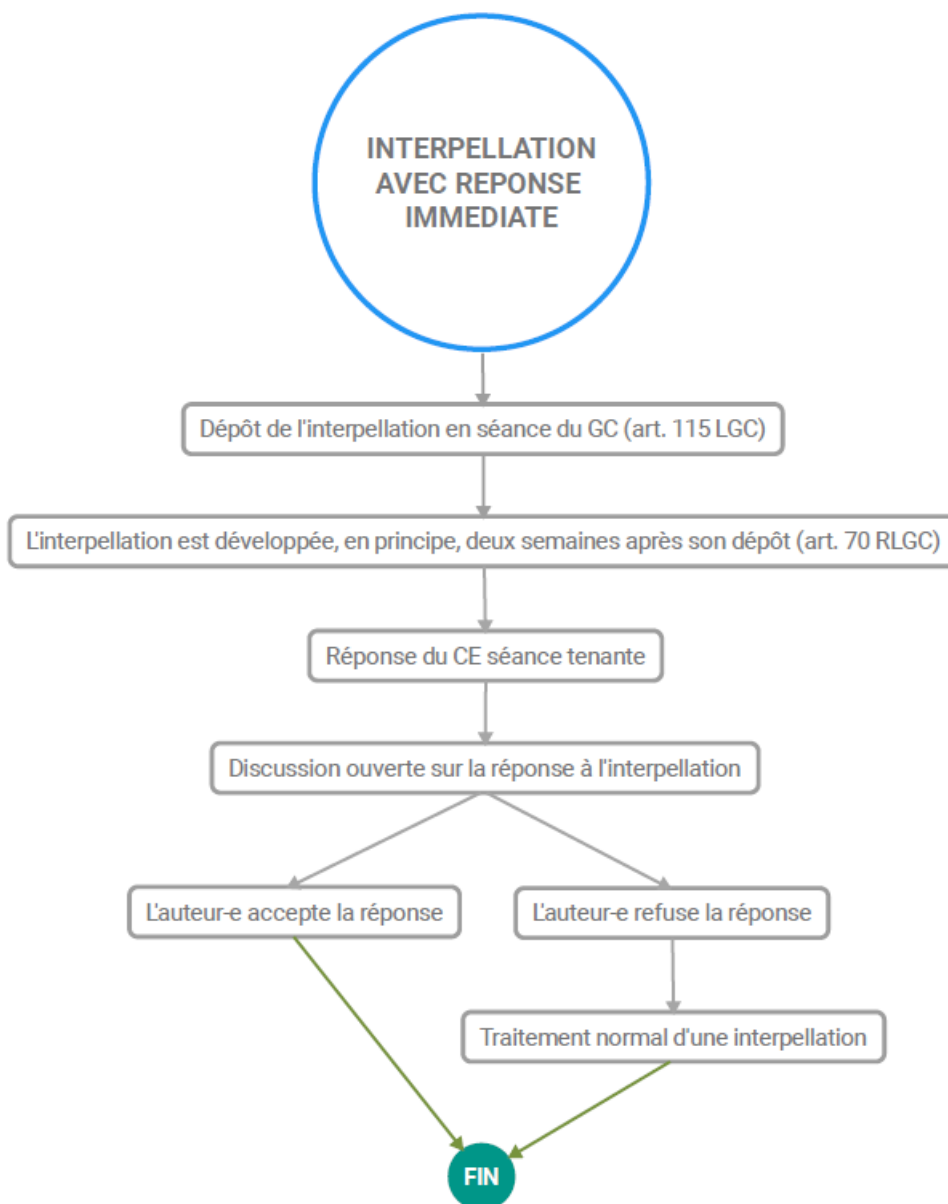 INTERPELLATION
AVEC REPONSE
IMMEDIATE
Dépôt de l'interpellation en séance du GC (art. 115 LGC)
L'interpellation est développée, en principe, deux semaines après son dépôt (art. 70 RLGC)
Réponse du CE séance tenante
Discussion ouverte sur la réponse à l'interpellation
L'auteur-e accepte la réponse
L'auteur-e refuse la réponse
Traitement normal d'une interpellation
FIN